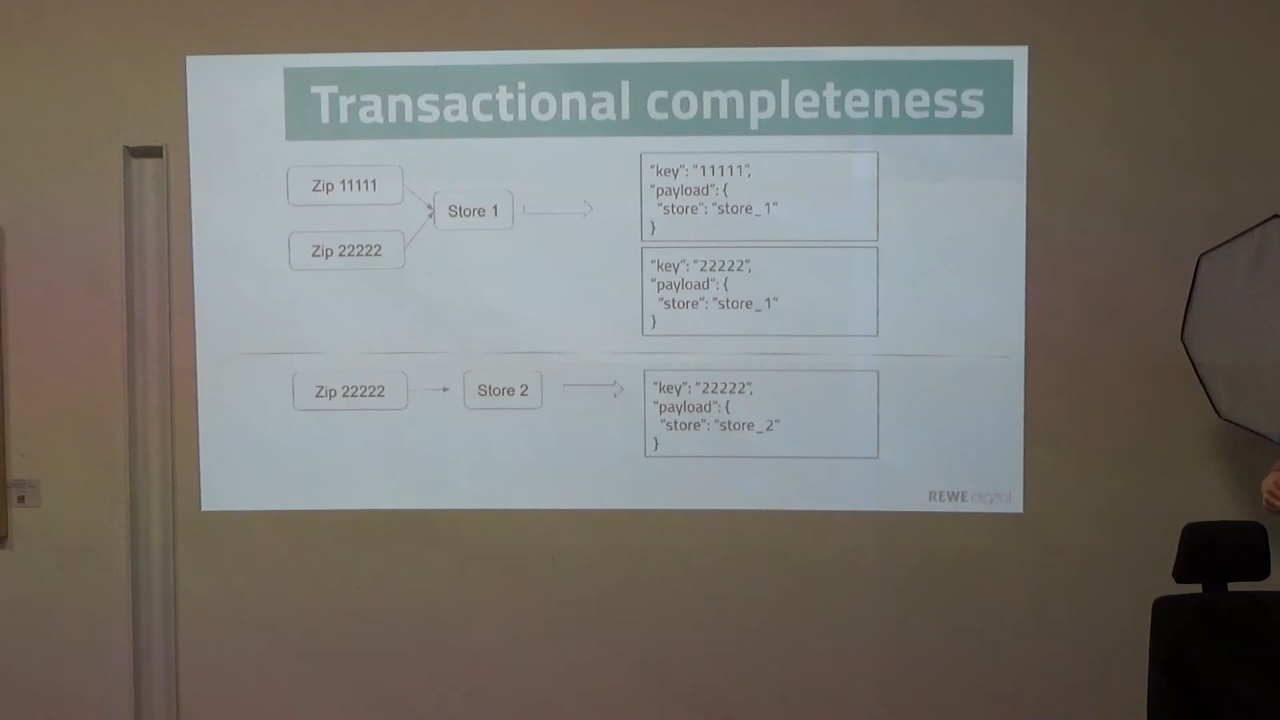 Transactional completeness
Zip 11111
Zip 22222
Store 1
"key": "11111",
"payload": {
"store": "store_1"
}
"key": "22222",
"payload": {
"store": "store_1"
}
Zip 22222
Store 2
"key": "22222",
"payload": {
"store": "store_2"
}
REWE digital